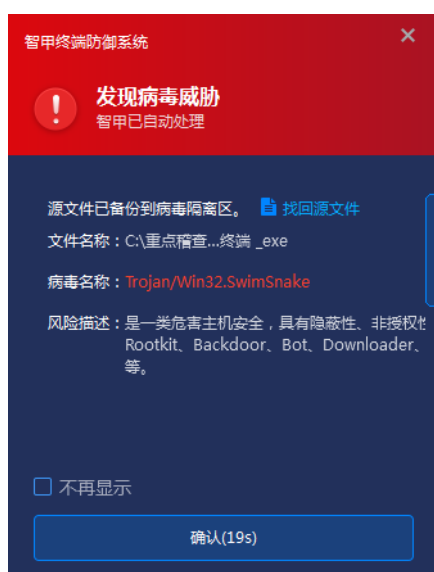 智甲终端防御系统
发现病毒威胁
智甲已自动处理
源文件已备份到病毒隔离区。 找回源文件
文件名称：C:\重点稽查...终端 _exe
病毒名称：Trojan/Win32.SwimSnake
风险描述：是一类危害主机安全，具有隐蔽性、非授权性
Rootkit、Backdoor、Bot、Downloader、
等。
不再显示
确认(19s)